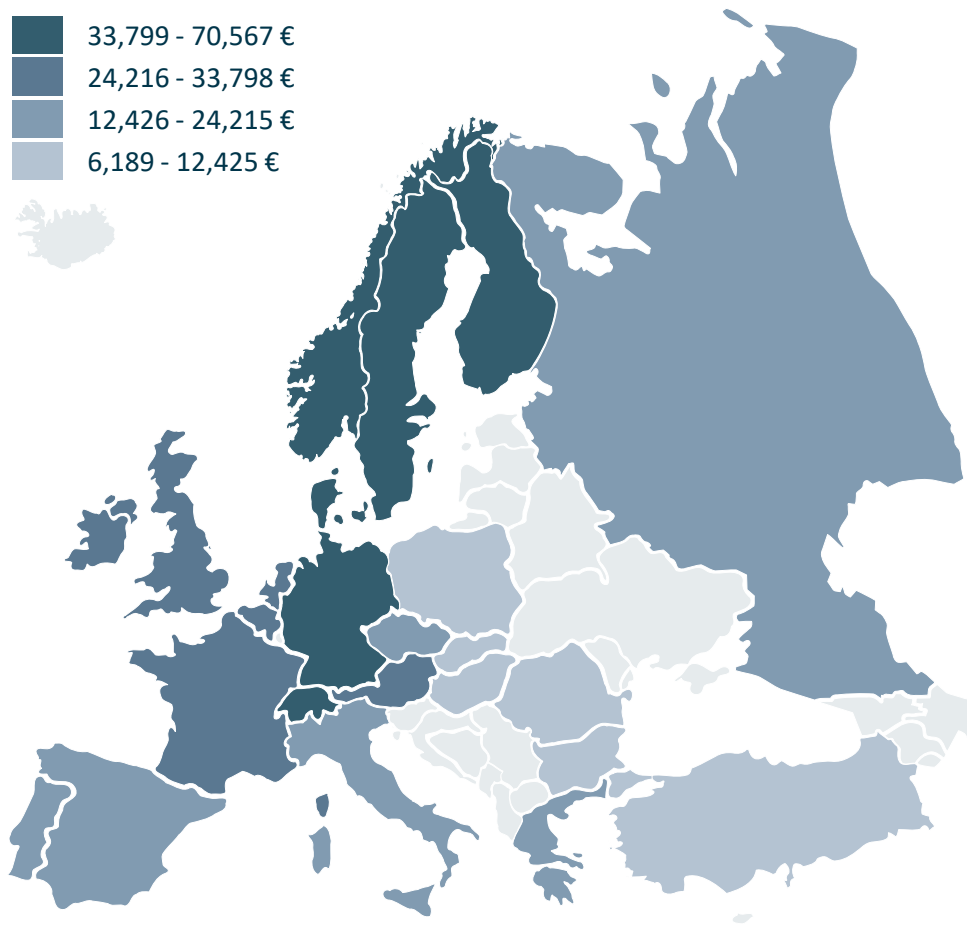 33,799 - 70,567 €
24,216 - 33,798 €
12,426 - 24,215 €
6,189 - 12,425 €